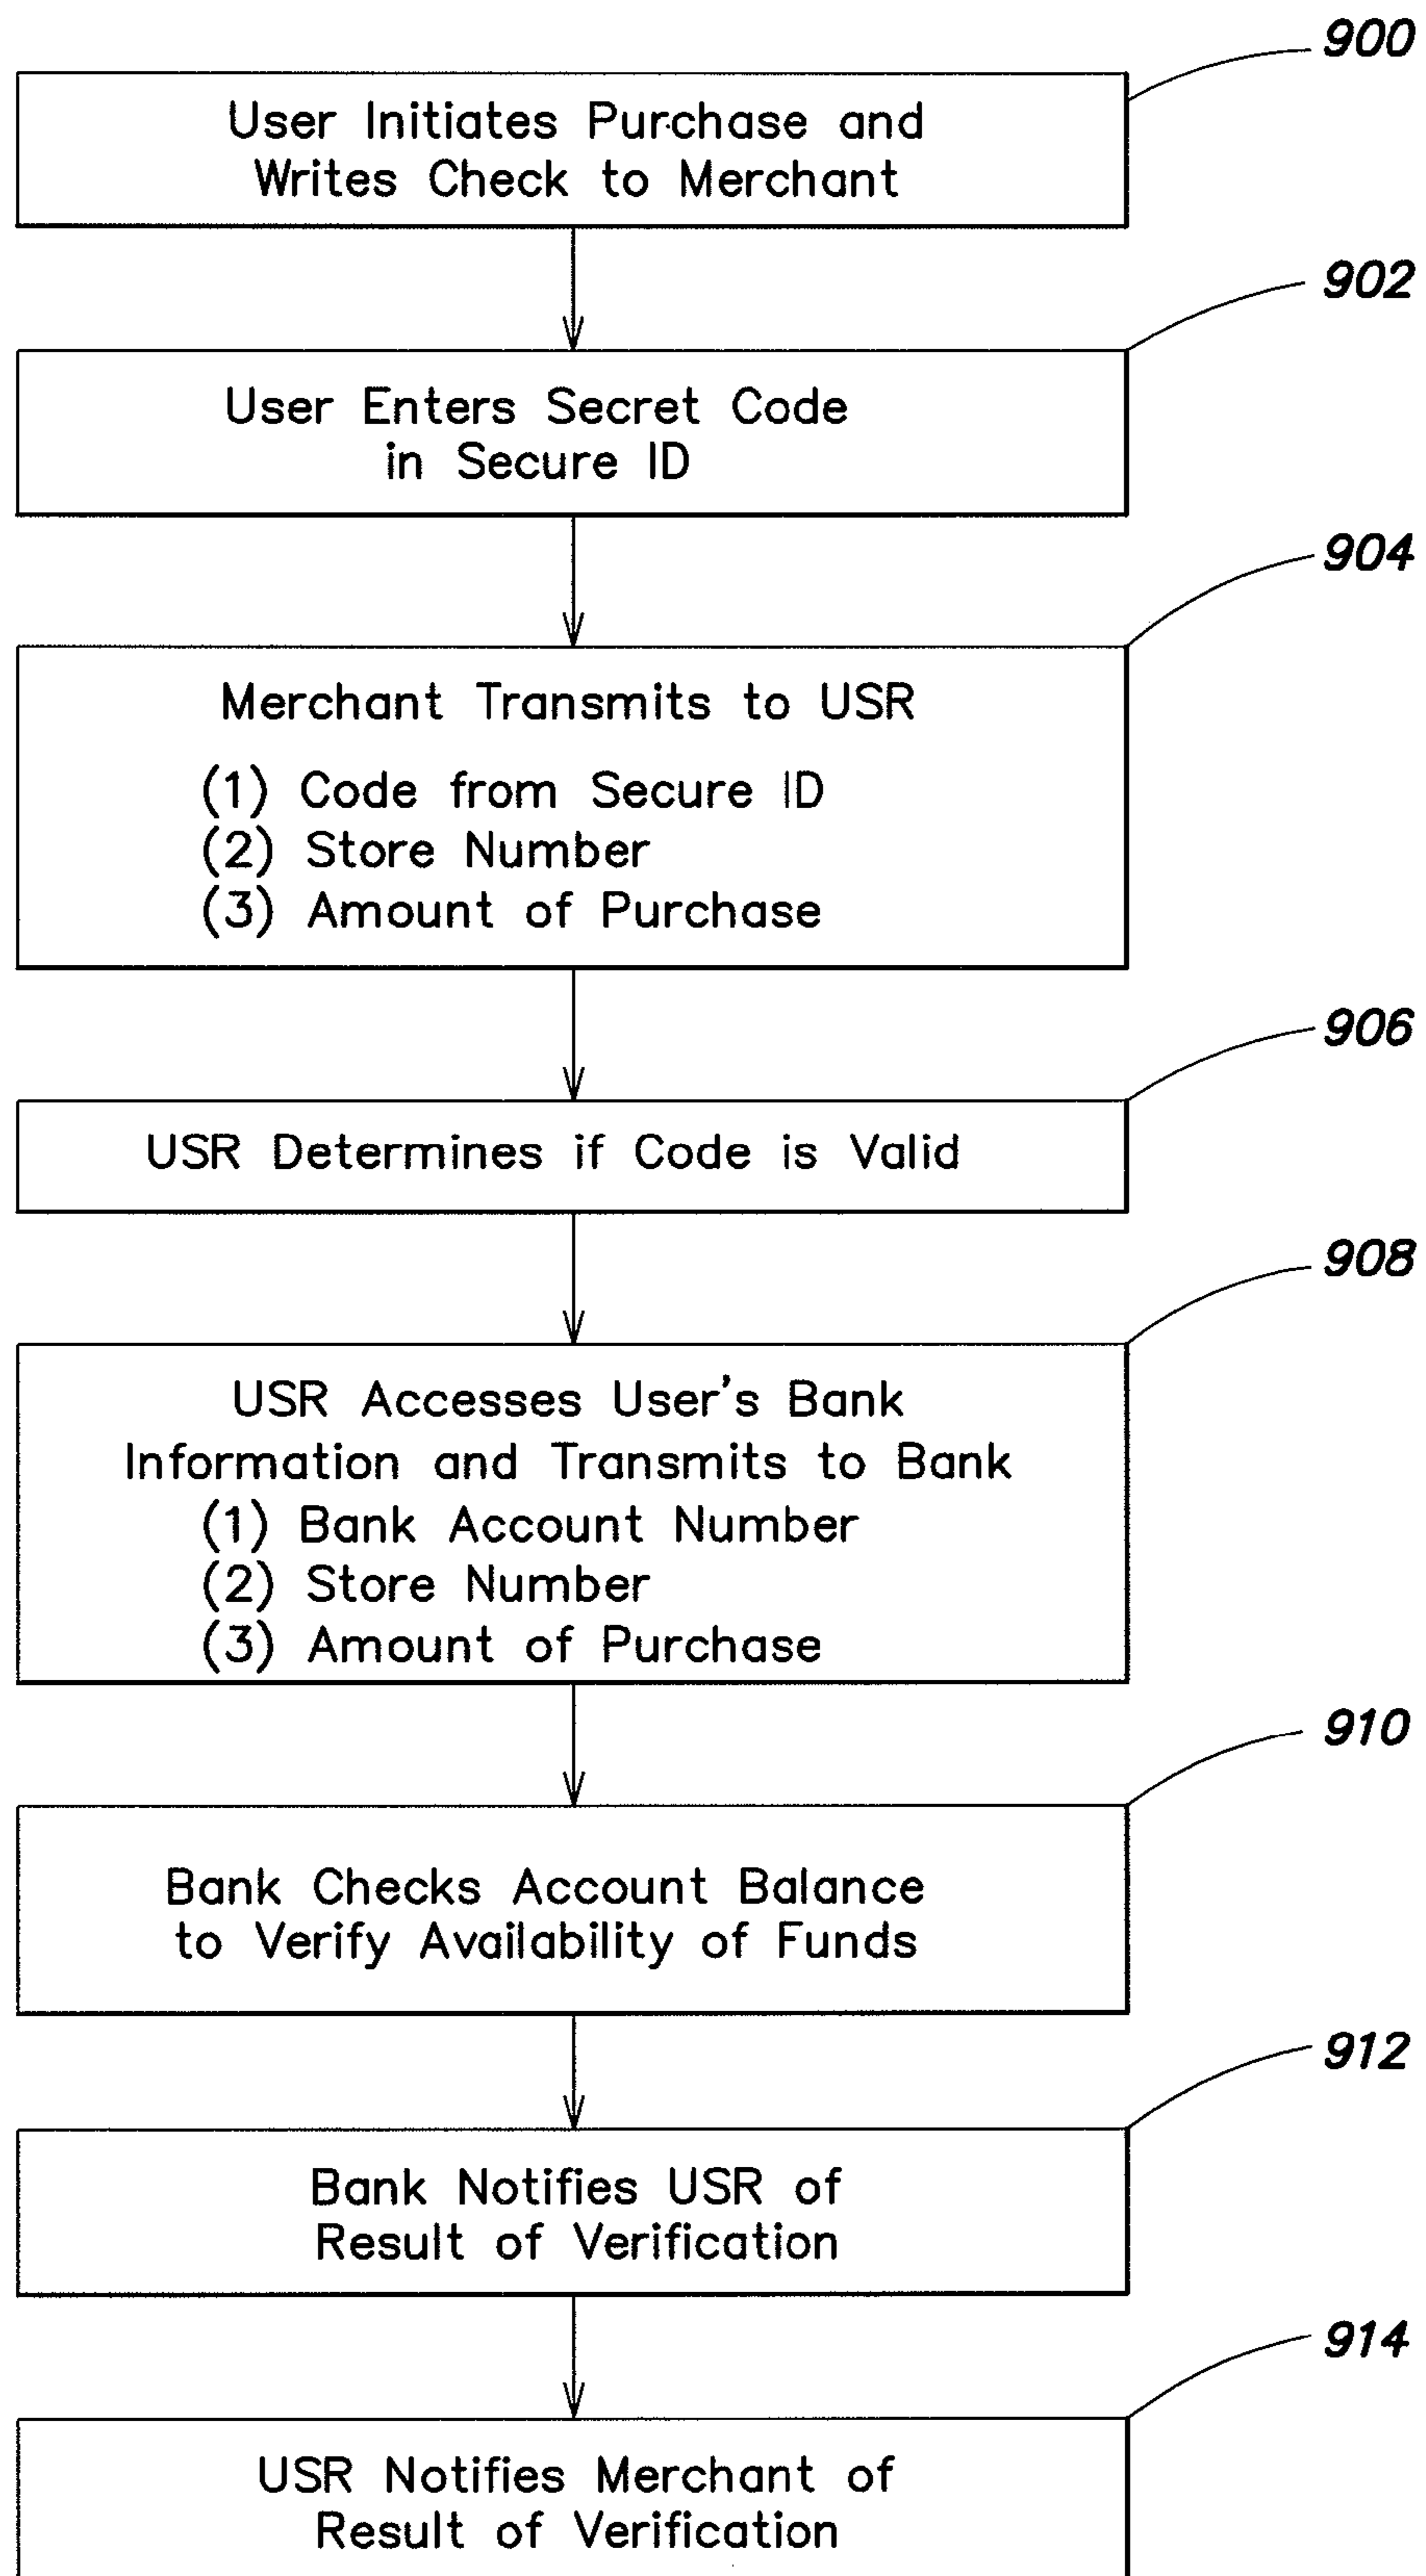 900
User Initiates Purchase and
Writes Check to Merchant
902
User Enters Secret Code
in Secure ID
904
Merchant Transmits to USR
(1) Code from Secure ID
(2) Store Number
(3) Amount of Purchase
906
USR Determines if Code is Valid
908
USR Accesses User's Bank
Information and Transmits to Bank
(1) Bank Account Number
(2) Store Number
(3) Amount of Purchase
910
Bank Checks Account Balance
to Verify Availability of Funds
912
Bank Notifies USR of
Result of Verification
914
USR Notifies Merchant of
Result of Verification